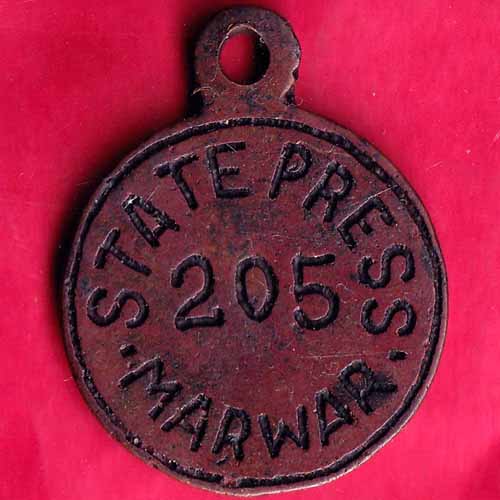 STATE PRESS
205
· MARWAR ·